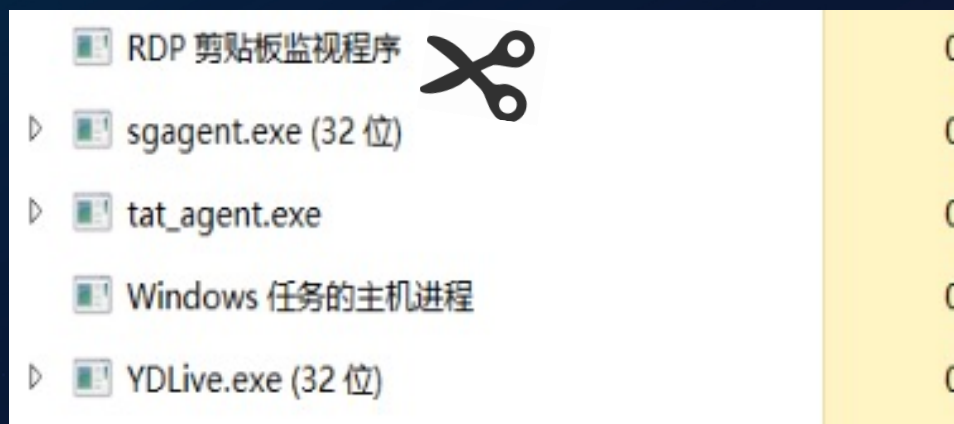 RDP 剪贴板监视程序
sgagent.exe (32 位)
tat_agent.exe
Windows 任务的主机进程
YDLive.exe (32 位)